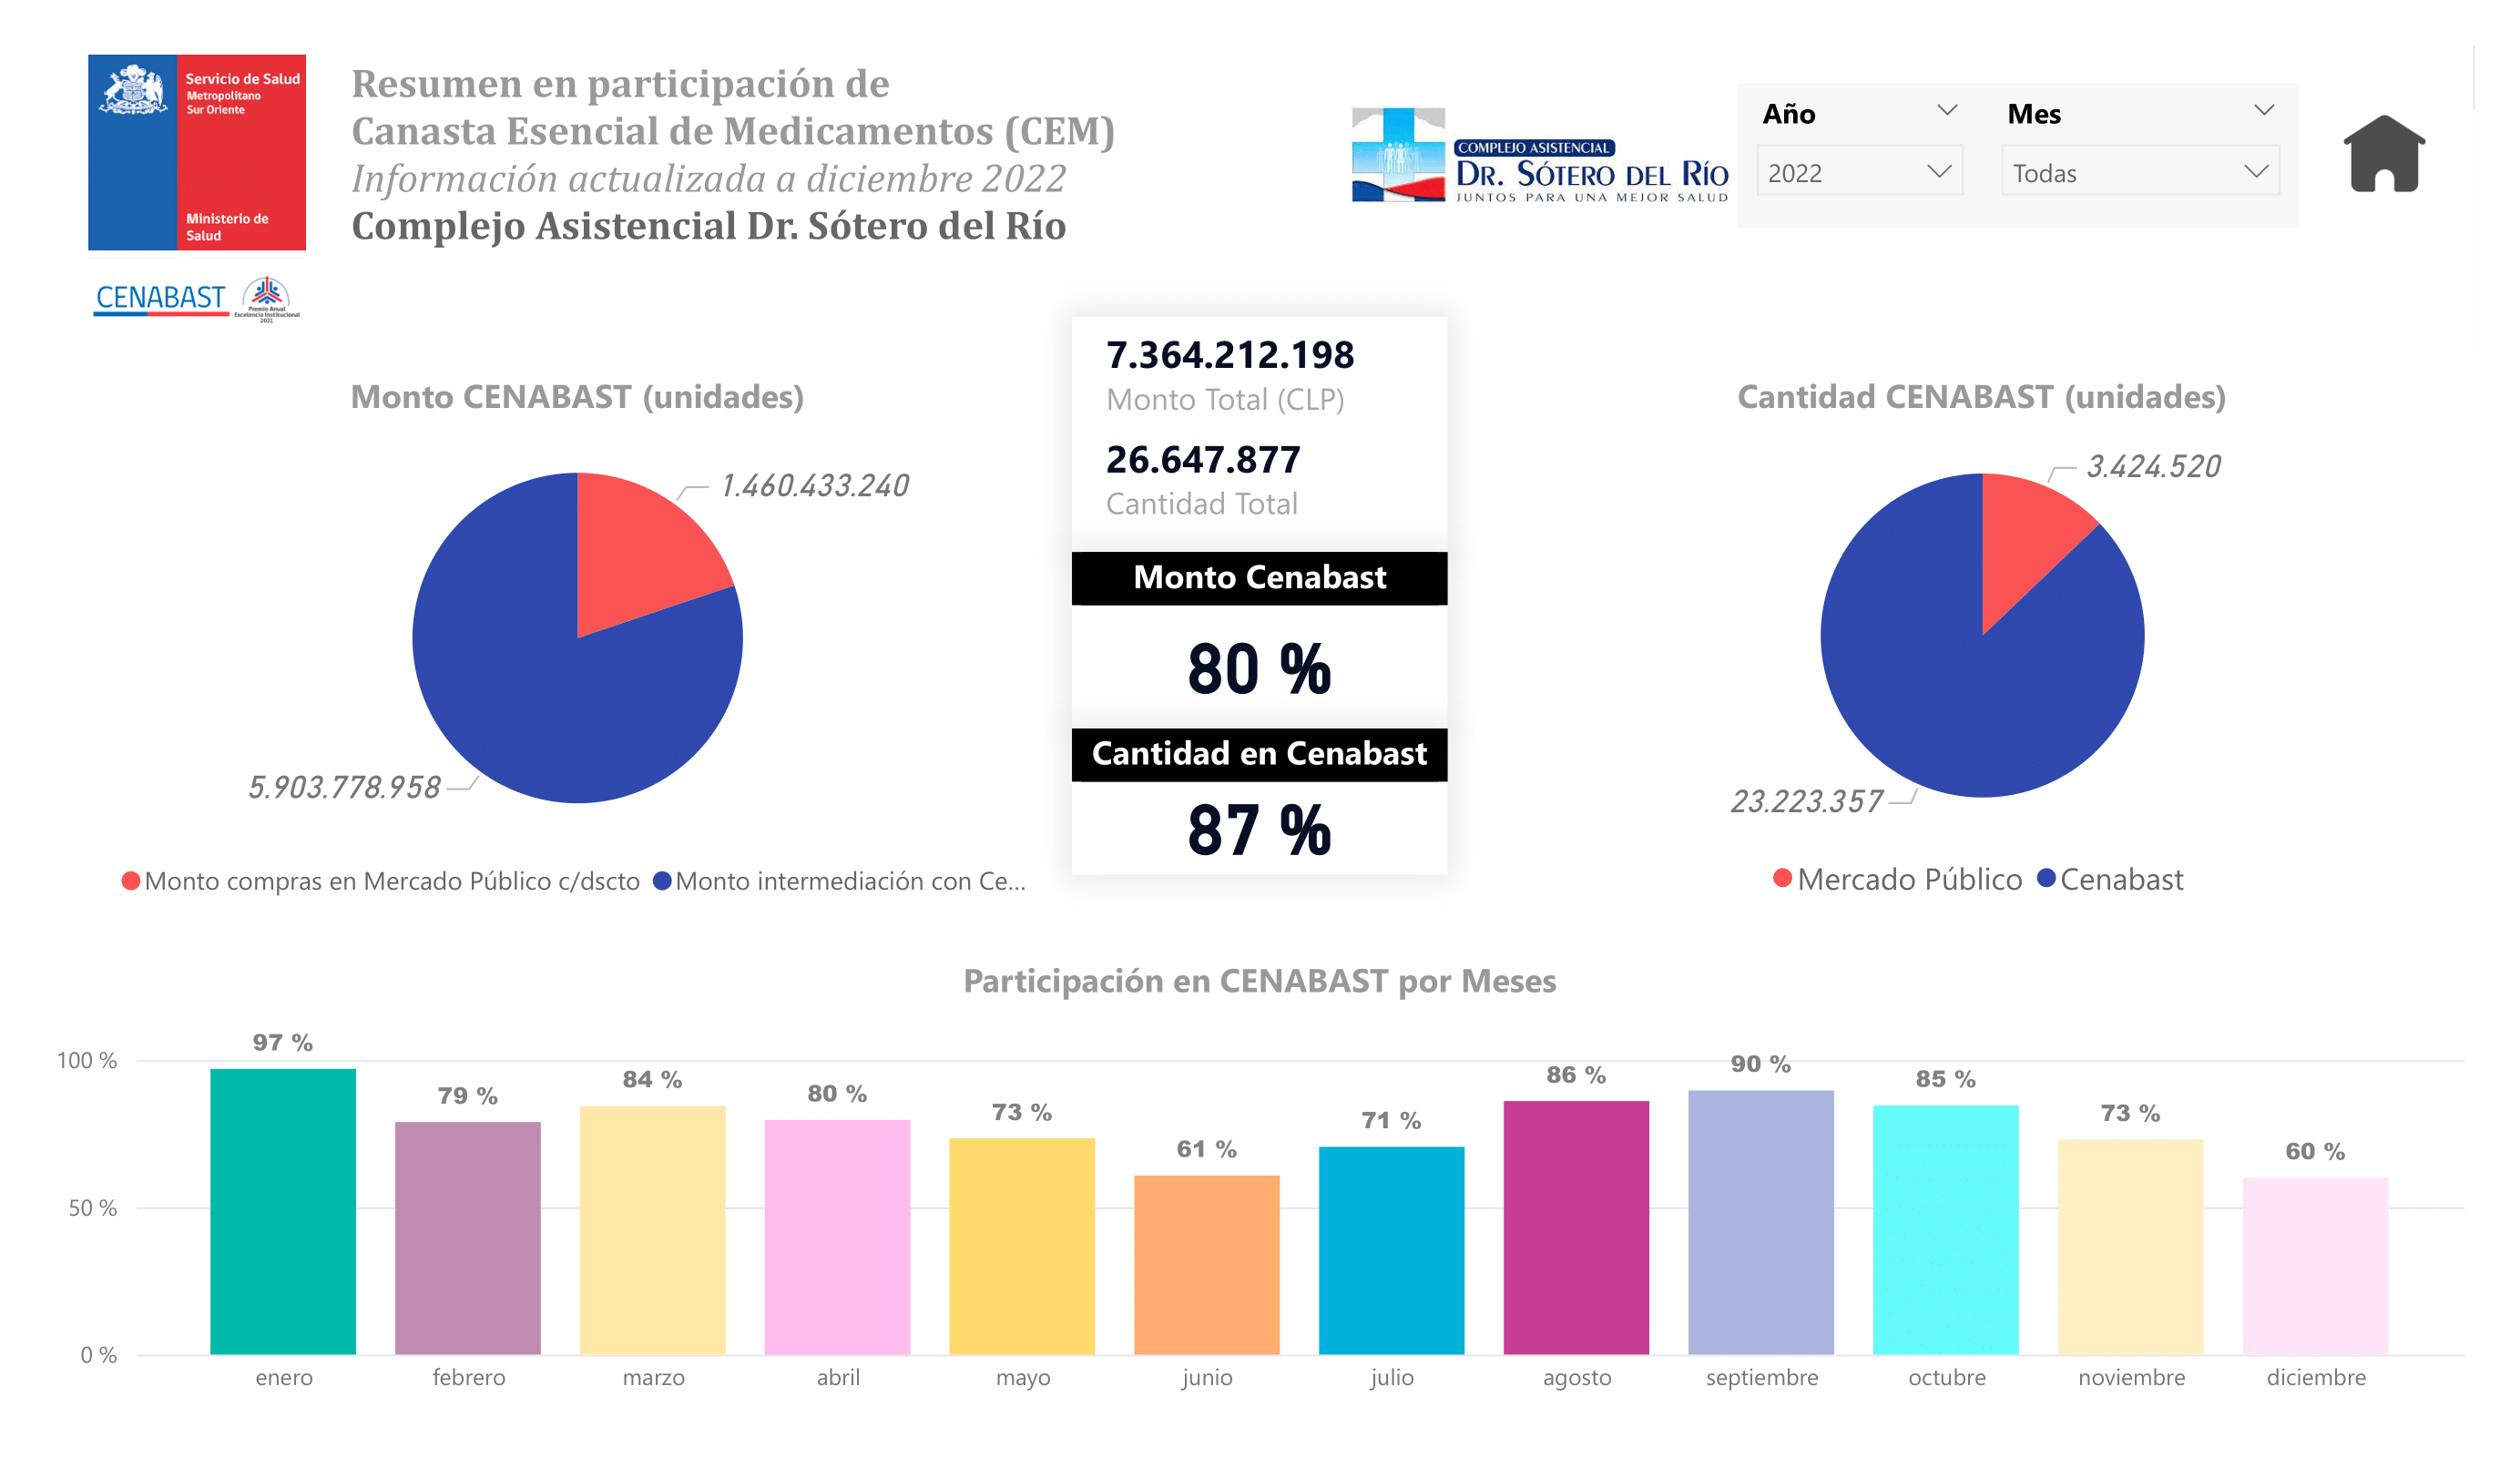 Servicio de Salud
Metropolitano
Sur Oriente
Ministerio de
Salud
CENABAST
Premio Anual
Excelencia Institucional
2021
Resumen en participación de
Canasta Esencial de Medicamentos (CEM)
Información actualizada a diciembre 2022
Complejo Asistencial Dr. Sótero del Río
COMPLEJO ASISTENCIAL
DR. SÓTERO DEL RÍO
JUNTOS PARA UNA MEJOR SALUD
Año
2022
Mes
Todas
Monto CENABAST (unidades)
1.460.433.240
5.903.778.958
Monto compras en Mercado Público c/dscto
Monto intermediación con Ce...
7.364.212.198
Monto Total (CLP)
26.647.877
Cantidad Total
Monto Cenabast
80 %
Cantidad en Cenabast
87 %
Cantidad CENABAST (unidades)
3.424.520
23.223.357
Mercado Público
Cenabast
Participación en CENABAST por Meses
100 %
50 %
0 %
97 %
79 %
84 %
80 %
73 %
61 %
71 %
86 %
90 %
85 %
73 %
60 %
enero
febrero
marzo
abril
mayo
junio
julio
agosto
septiembre
octubre
noviembre
diciembre